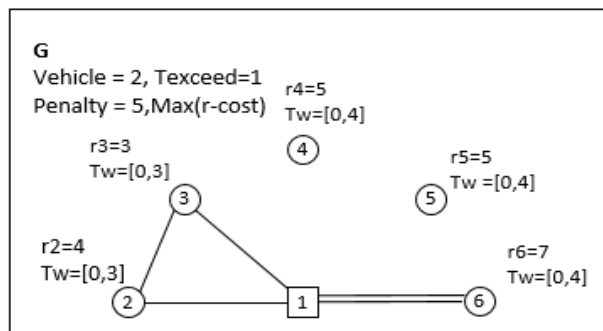 G
Vehicle = 2, Texceed=1
Penalty = 5,Max(r-cost)
r4=5
Tw=[0,4]
4
r3=3
Tw=[0,3]
3
r5=5
Tw =[0,4]
5
r2=4
Tw=[0,3]
2
1
r6=7
Tw=[0,4]
6